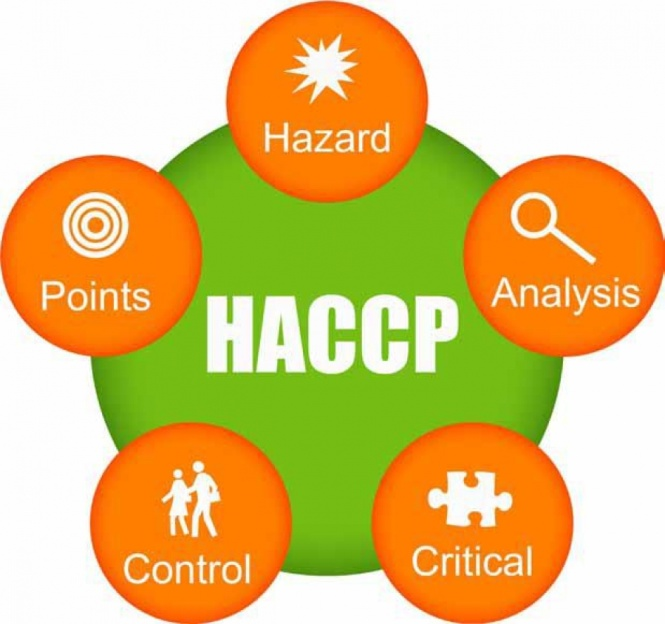 Hazard
Analysis
Critical
Control
Points
HACCP